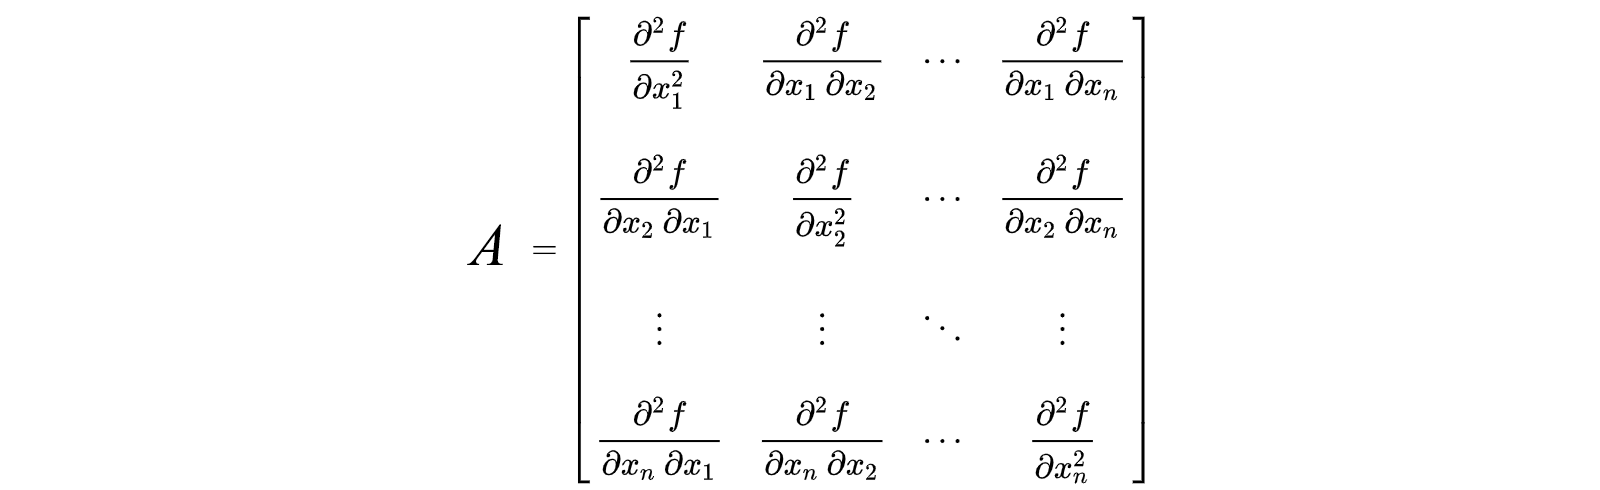 A = [ ∂²f/∂x₁² ∂²f/∂x₁ ∂x₂ ⋯ ∂²f/∂x₁ ∂xₙ
∂²f/∂x₂ ∂x₁ ∂²f/∂x₂² ⋯ ∂²f/∂x₂ ∂xₙ
⋮ ⋮ ⋱ ⋮
∂²f/∂xₙ ∂x₁ ∂²f/∂xₙ ∂x₂ ⋯ ∂²f/∂xₙ² ]